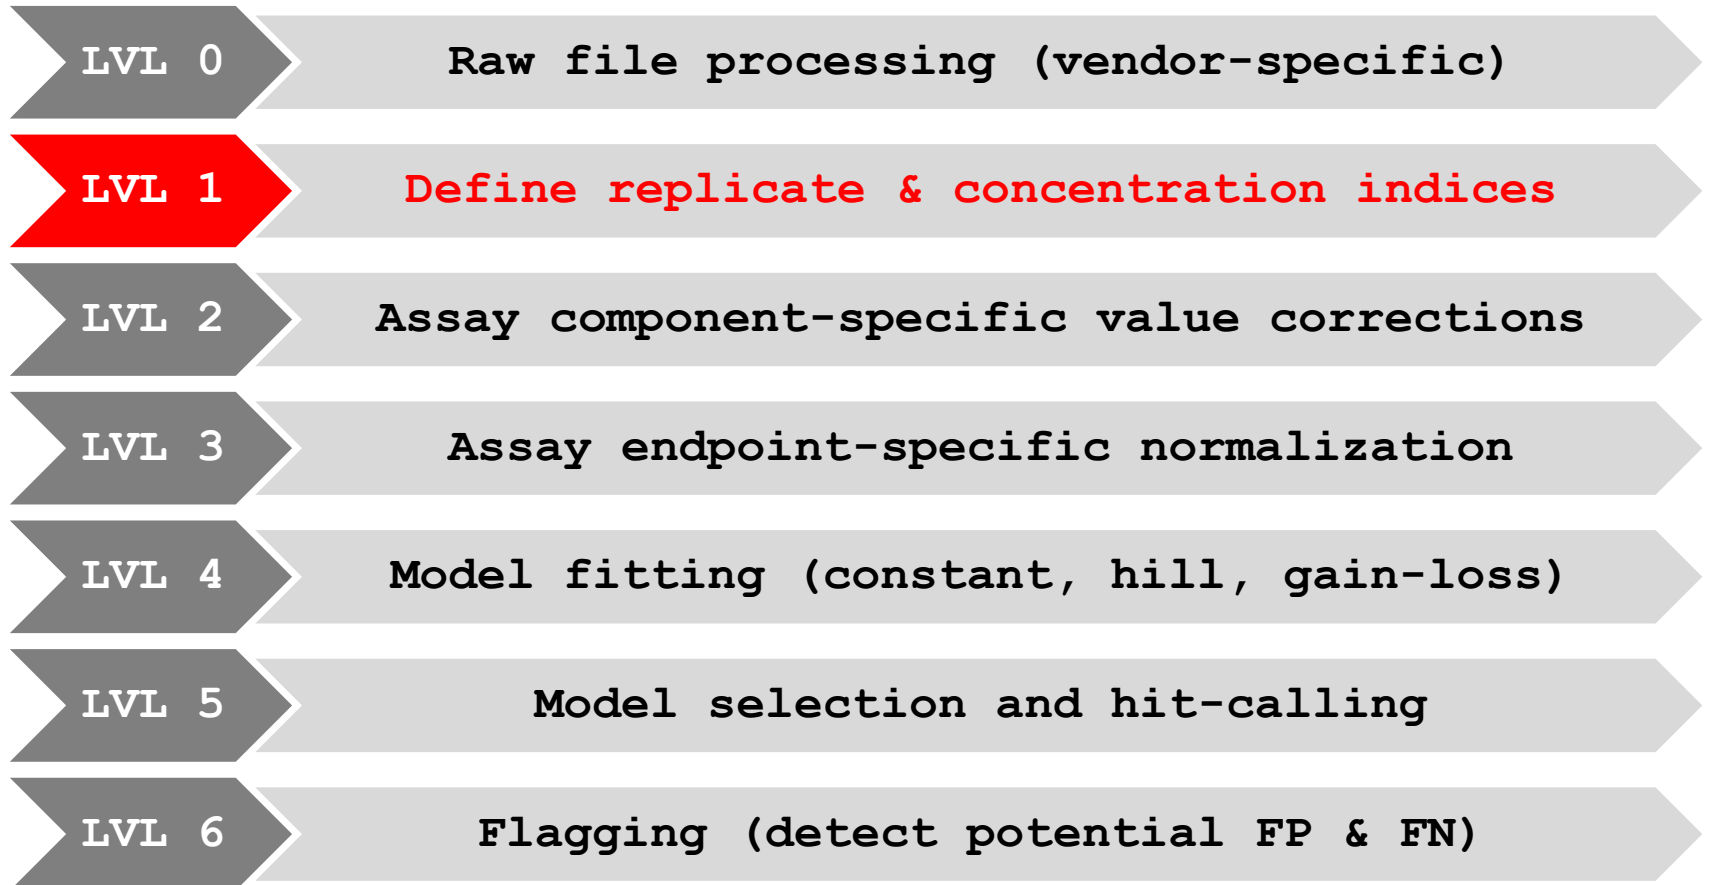 LVL 0 Raw file processing (vendor-specific)
LVL 1 Define replicate & concentration indices
LVL 2 Assay component-specific value corrections
LVL 3 Assay endpoint-specific normalization
LVL 4 Model fitting (constant, hill, gain-loss)
LVL 5 Model selection and hit-calling
LVL 6 Flagging (detect potential FP & FN)